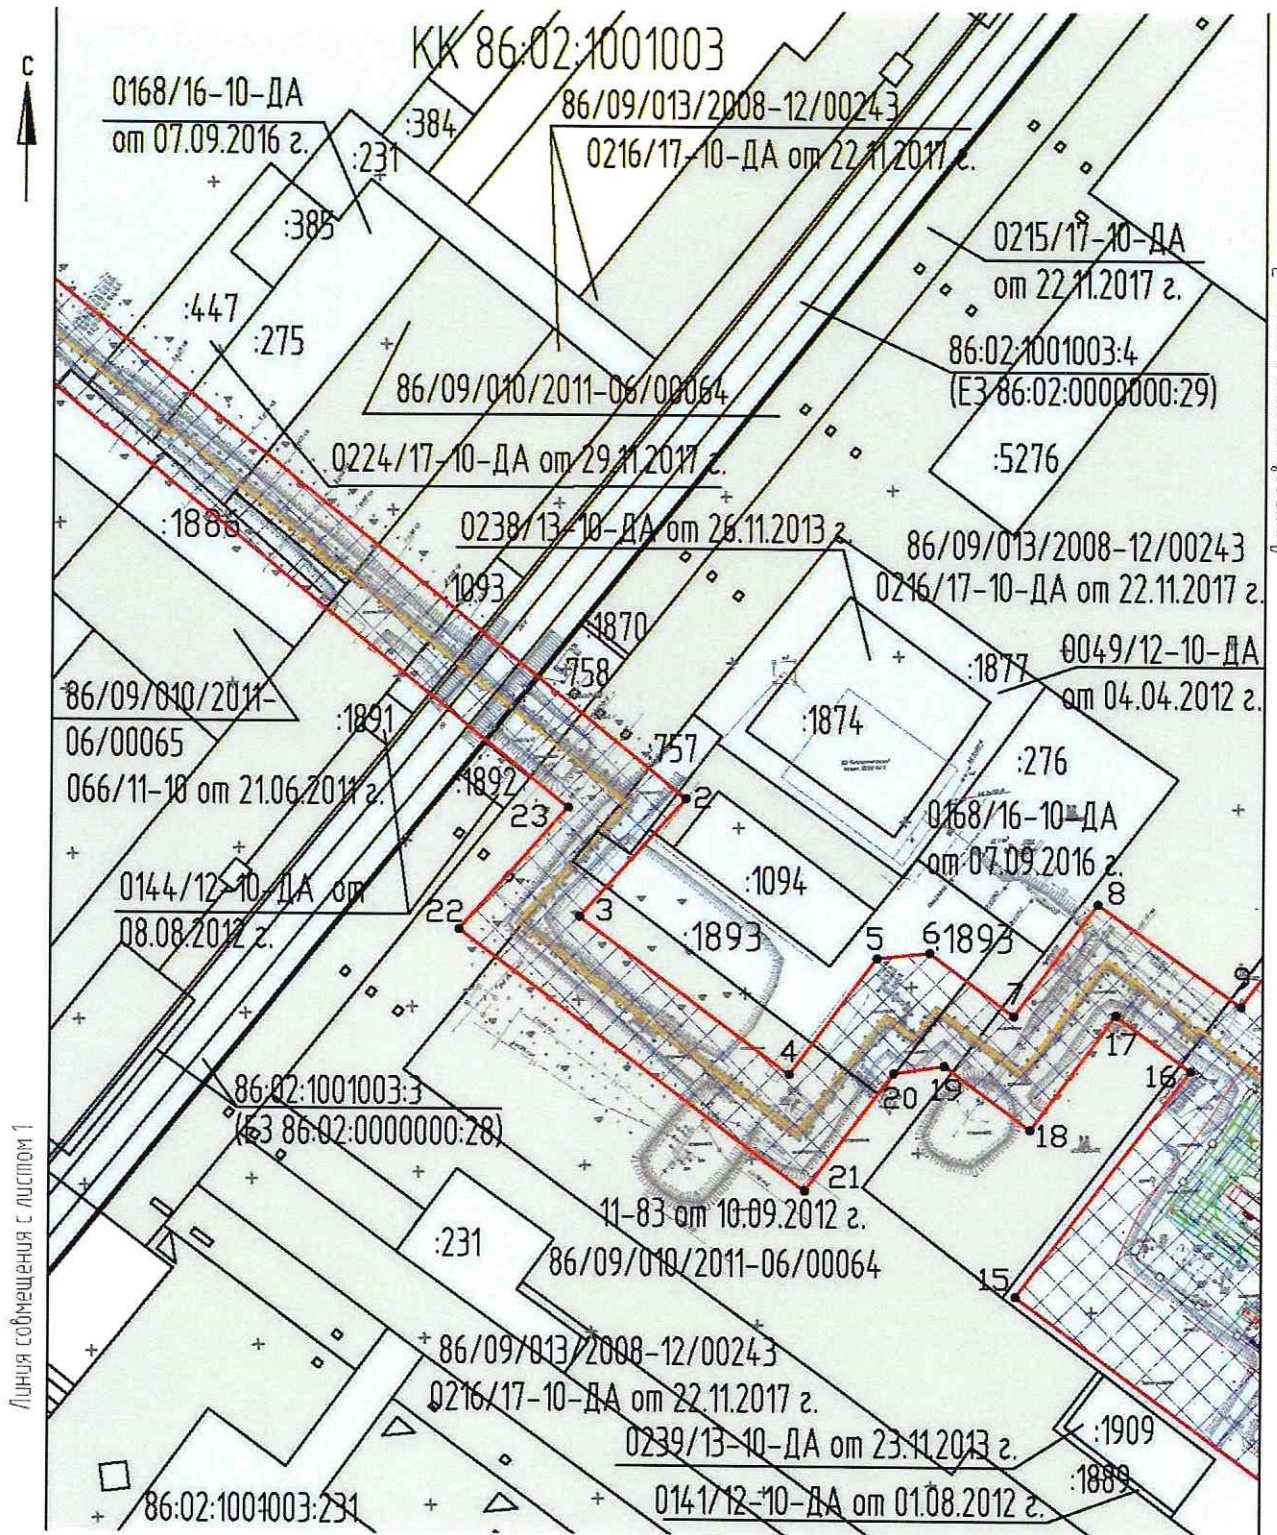 КК 86:02:1001003
С
0168/16-10-ДА
от 07.09.2016 г.
:384
:231
86/09/013/2008-12/00243
0216/17-10-ДА от 22.11.2017 г.
:385
0215/17-10-ДА
от 22.11.2017 г.
:447
:275
86:02:1001003:4
(ЕЗ 86:02:0000000:29)
86/09/010/2011-06/00064
:5276
0224/17-10-ДА от 29.11.2017 г.
:1886
0238/13-10-ДА от 26.11.2013 г.
86/09/013/2008-12/00243
0216/17-10-ДА от 22.11.2017 г.
1093
:1870
:758
:1877
0049/12-10-ДА
от 04.04.2012 г.
86/09/010/2011-
06/00065
066/11-10 от 21.06.2011 г.
:1891
:1874
:757
:276
:1892
2
23
0168/16-10-ДА
от 07.09.2016 г.
0144/12-10-ДА от
08.08.2012 г.
:1094
22
3
:1893
5
6
:1893
8
9
7
4
17
16
20
19
18
86:02:1001003:3
(ЕЗ 86:02:0000000:28)
21
11-83 от 10.09.2012 г.
86/09/010/2011-06/00064
:231
15
Линия совмещения с листом 1
86/09/013/2008-12/00243
0216/17-10-ДА от 22.11.2017 г.
0239/13-10-ДА от 23.11.2013 г.
:1909
:1889
0141/12-10-ДА от 01.08.2012 г.
86:02:1001003:231